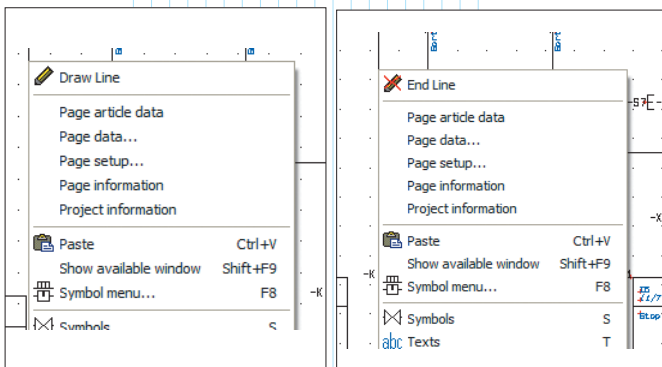 Draw Line
Page article data
Page data...
Page setup...
Page information
Project information
Paste Ctrl+V
Show available window Shift+F9
Symbol menu... F8
Symbols S
-K
End Line
Page article data
Page data...
Page setup...
Page information
Project information
Paste Ctrl+V
Show available window Shift+F9
Symbol menu... F8
Symbols S
abc Texts T
-K
-X